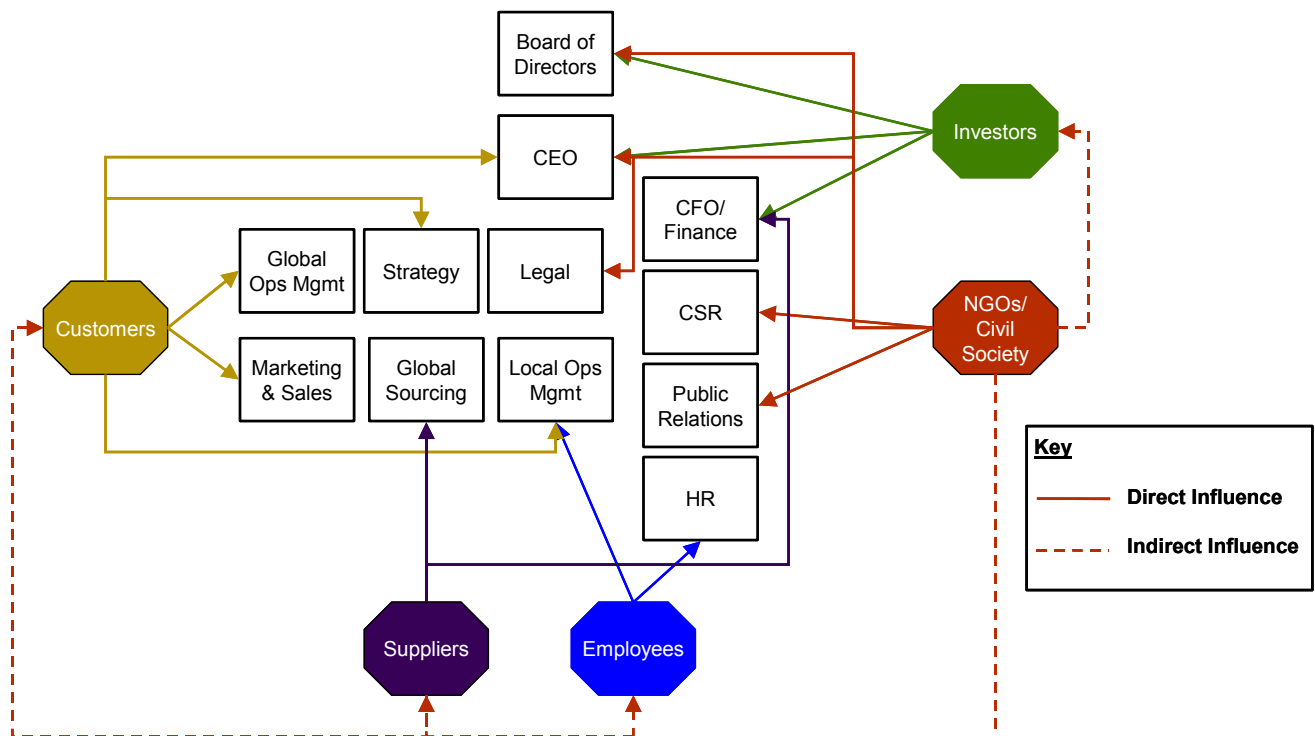 Board of
Directors
Investors
CEO
CFO/
Finance
Global
Ops Mgmt
Strategy
Legal
Customers
CSR
NGOs/
Civil
Society
Marketing
& Sales
Global
Sourcing
Local Ops
Mgmt
Public
Relations
HR
Key
Direct Influence
Indirect Influence
Suppliers
Employees